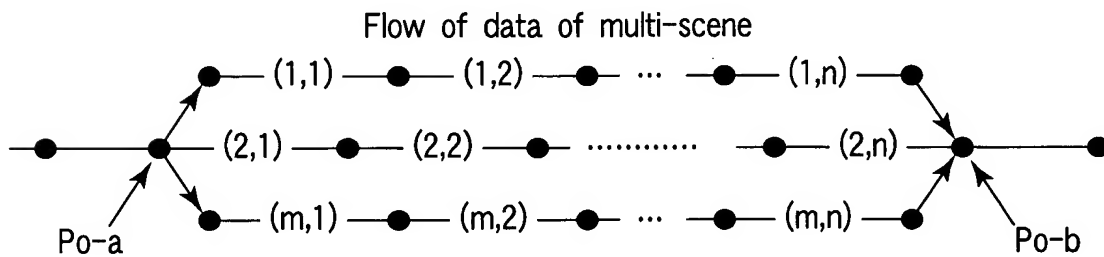 Flow of data of multi-scene
(1,1) (1,2) ... (1,n)
(2,1) (2,2) ............ (2,n)
(m,1) (m,2) ... (m,n)
Po-a Po-b